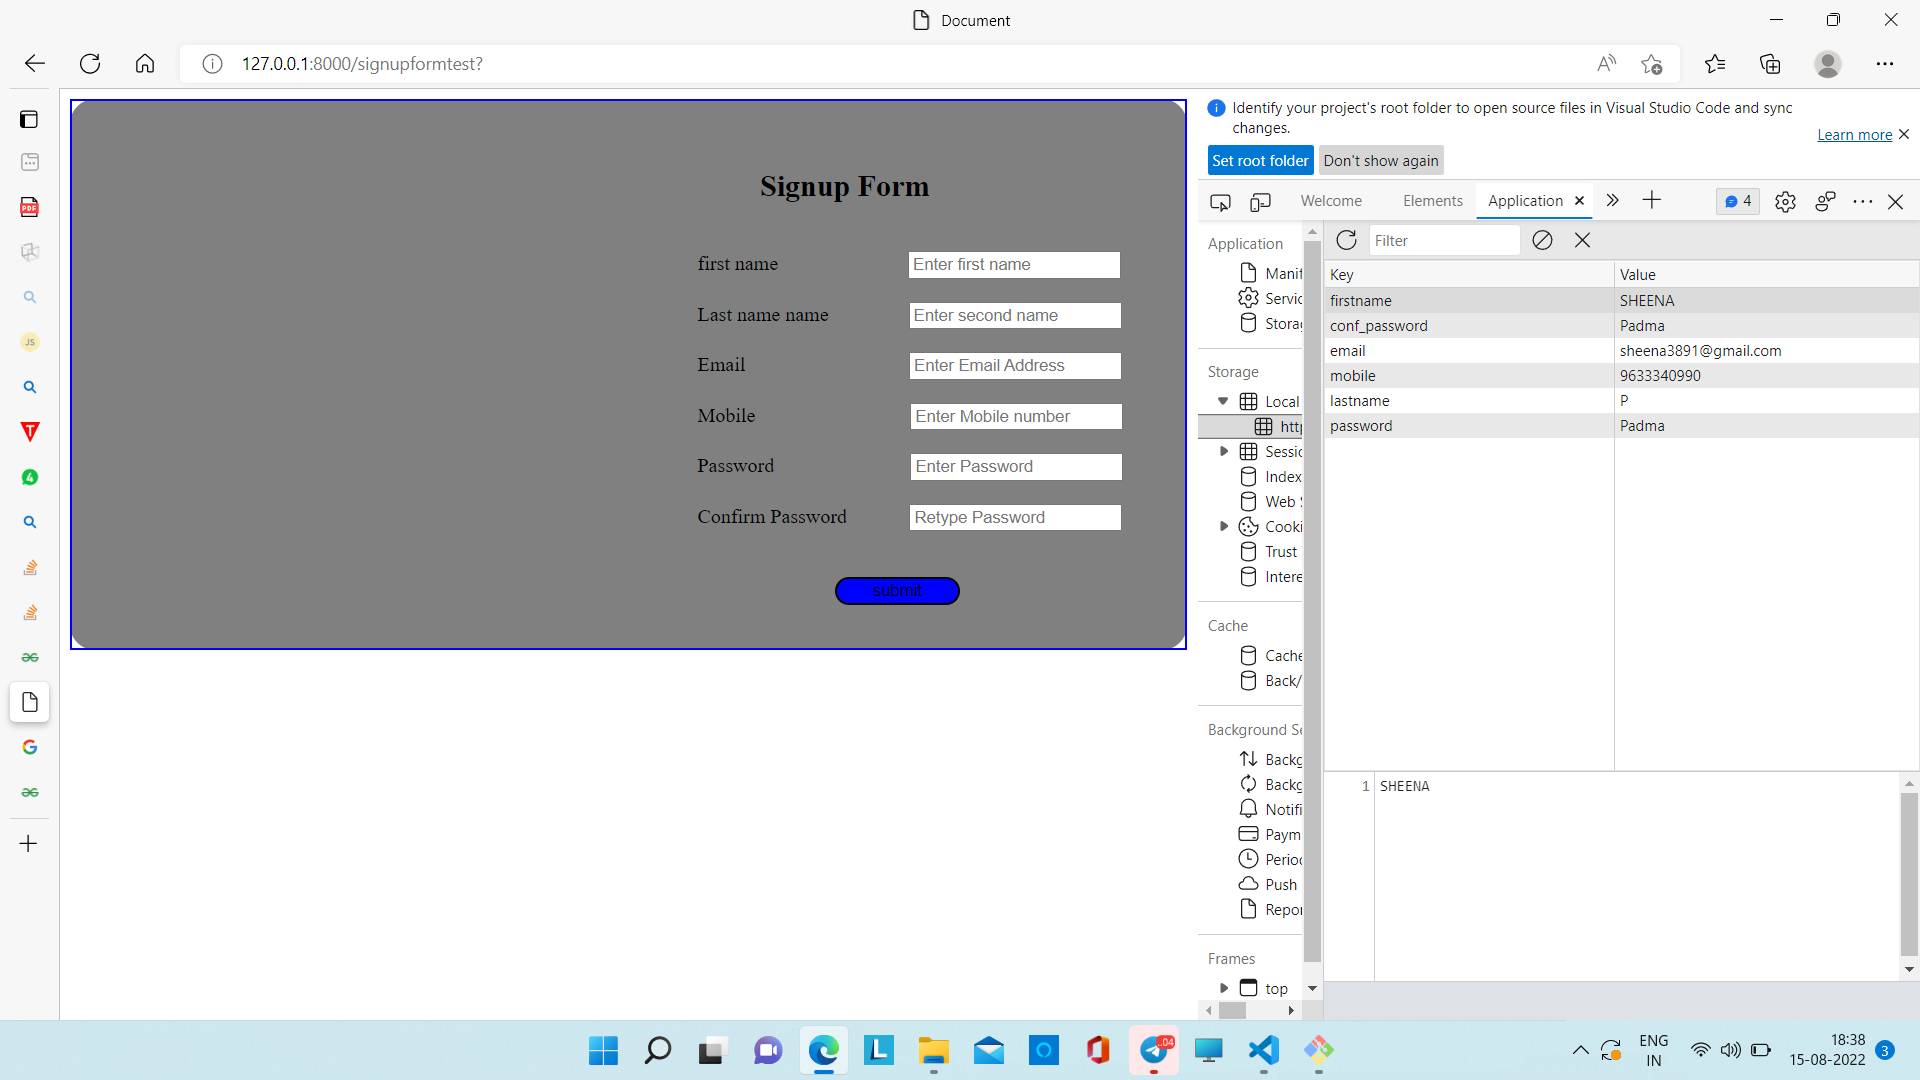 Document
127.0.0.1:8000/signupformtest?
Signup Form
first name
Enter first name
Last name name
Enter second name
Email
Enter Email Address
Mobile
Enter Mobile number
Password
Enter Password
Confirm Password
Retype Password
submit
Identify your project's root folder to open source files in Visual Studio Code and sync
changes.
Learn more
Set root folder
Don't show again
Welcome
Elements
Application
4
Application
Manif
Servic
Stora
Storage
Local
http
Sessic
Index
Web
Cooki
Trust
Intere
Cache
Cache
Back/
Background Se
Backg
Backg
Notifi
Paym
Perio
Push
Repor
Frames
top
Filter
Key
Value
firstname
SHEENA
conf_password
Padma
email
sheena3891@gmail.com
mobile
9633340990
lastname
P
password
Padma
1
SHEENA
PDF
JS
T
4
G
L
..04
ENG
IN
18:38
15-08-2022
3